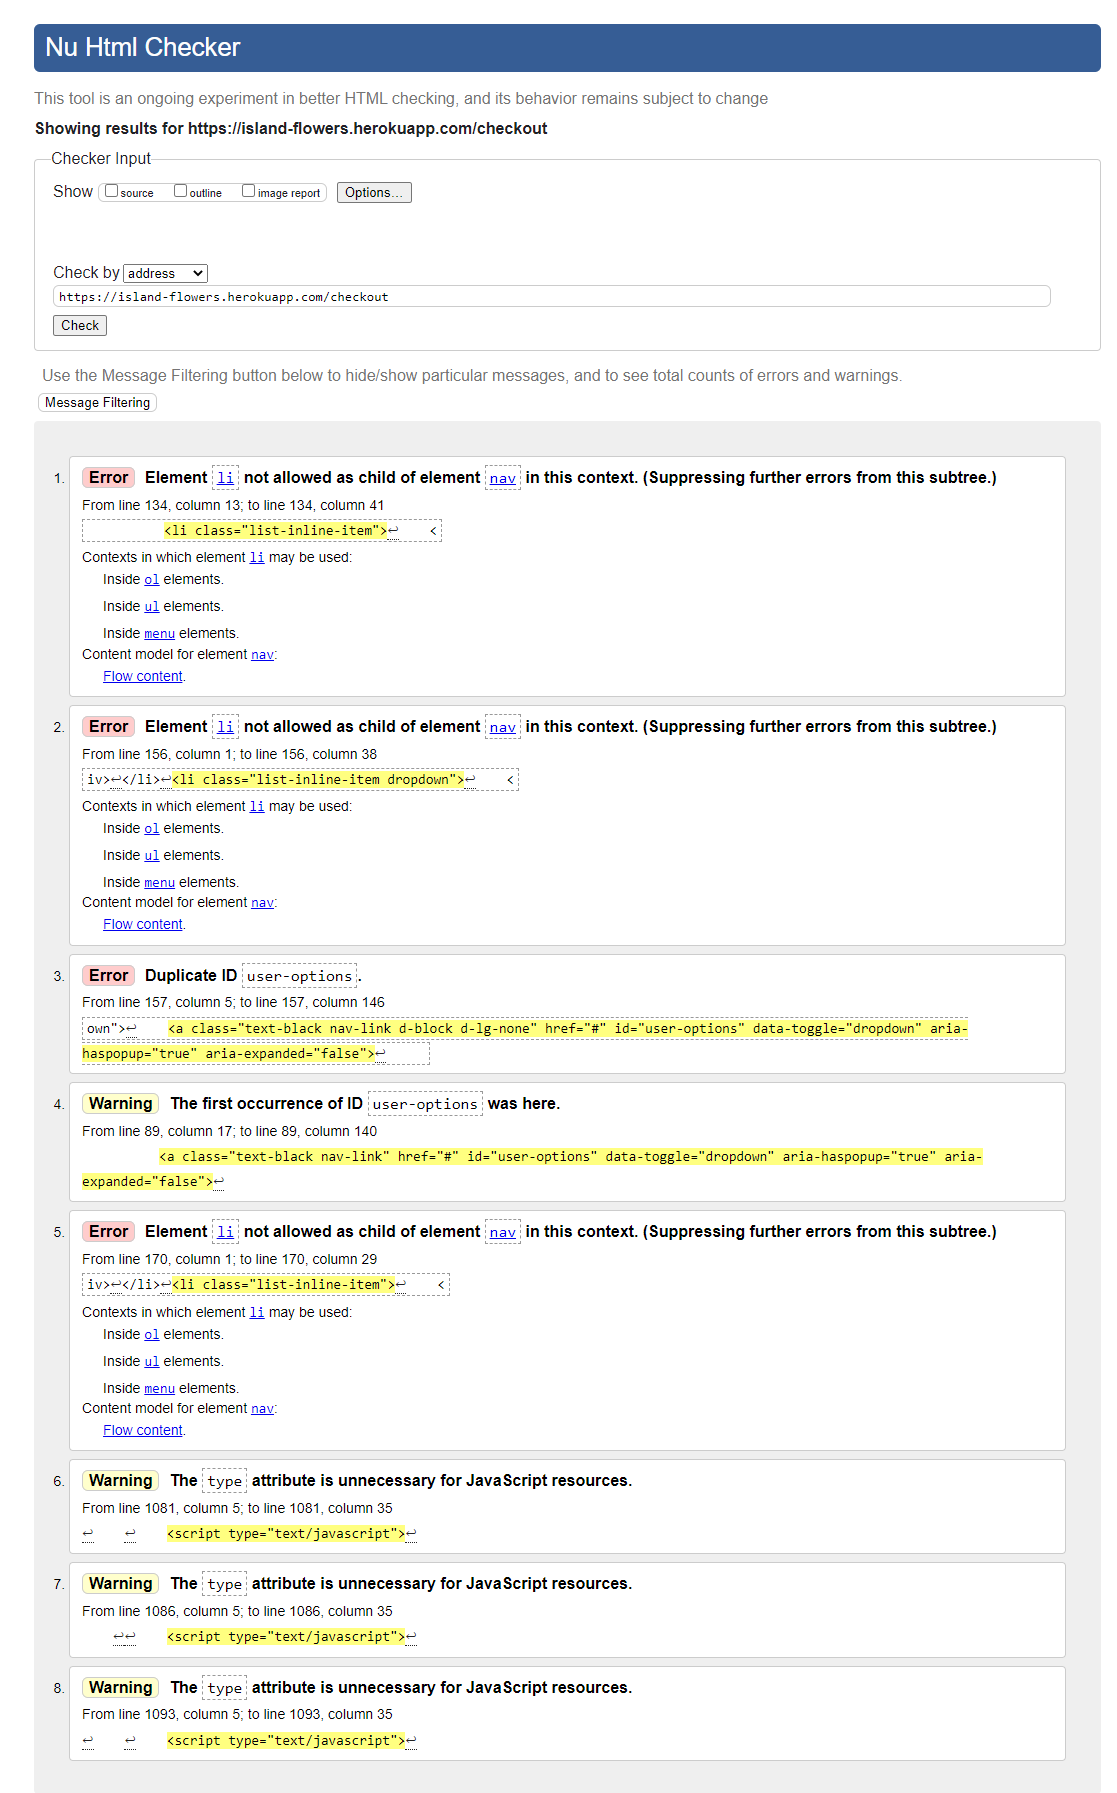 Nu Html Checker
This tool is an ongoing experiment in better HTML checking, and its behavior remains subject to change
Showing results for https://island-flowers.herokuapp.com/checkout
Checker Input
Show source outline image report Options...
Check by address
https://island-flowers.herokuapp.com/checkout
Check
Use the Message Filtering button below to hide/show particular messages, and to see total counts of errors and warnings.
Message Filtering
1. Error Element li not allowed as child of element nav in this context. (Suppressing further errors from this subtree.)
From line 134, column 13; to line 134, column 41
<li class="list-inline-item">↩ <
Contexts in which element li may be used:
Inside ol elements.
Inside ul elements.
Inside menu elements.
Content model for element nav:
Flow content.
2. Error Element li not allowed as child of element nav in this context. (Suppressing further errors from this subtree.)
From line 156, column 1; to line 156, column 38
iv>↩</li>↩<li class="list-inline-item dropdown">↩ <
Contexts in which element li may be used:
Inside ol elements.
Inside ul elements.
Inside menu elements.
Content model for element nav:
Flow content.
3. Error Duplicate ID user-options.
From line 157, column 5; to line 157, column 146
own">↩ <a class="text-black nav-link d-block d-lg-none" href="#" id="user-options" data-toggle="dropdown" aria-
haspopup="true" aria-expanded="false">↩
4. Warning The first occurrence of ID user-options was here.
From line 89, column 17; to line 89, column 140
<a class="text-black nav-link" href="#" id="user-options" data-toggle="dropdown" aria-haspopup="true" aria-
expanded="false">↩
5. Error Element li not allowed as child of element nav in this context. (Suppressing further errors from this subtree.)
From line 170, column 1; to line 170, column 29
iv>↩</li>↩<li class="list-inline-item">↩ <
Contexts in which element li may be used:
Inside ol elements.
Inside ul elements.
Inside menu elements.
Content model for element nav:
Flow content.
6. Warning The type attribute is unnecessary for JavaScript resources.
From line 1081, column 5; to line 1081, column 35
↩ ↩ <script type="text/javascript">↩
7. Warning The type attribute is unnecessary for JavaScript resources.
From line 1086, column 5; to line 1086, column 35
↩↩ <script type="text/javascript">↩
8. Warning The type attribute is unnecessary for JavaScript resources.
From line 1093, column 5; to line 1093, column 35
↩ ↩ <script type="text/javascript">↩